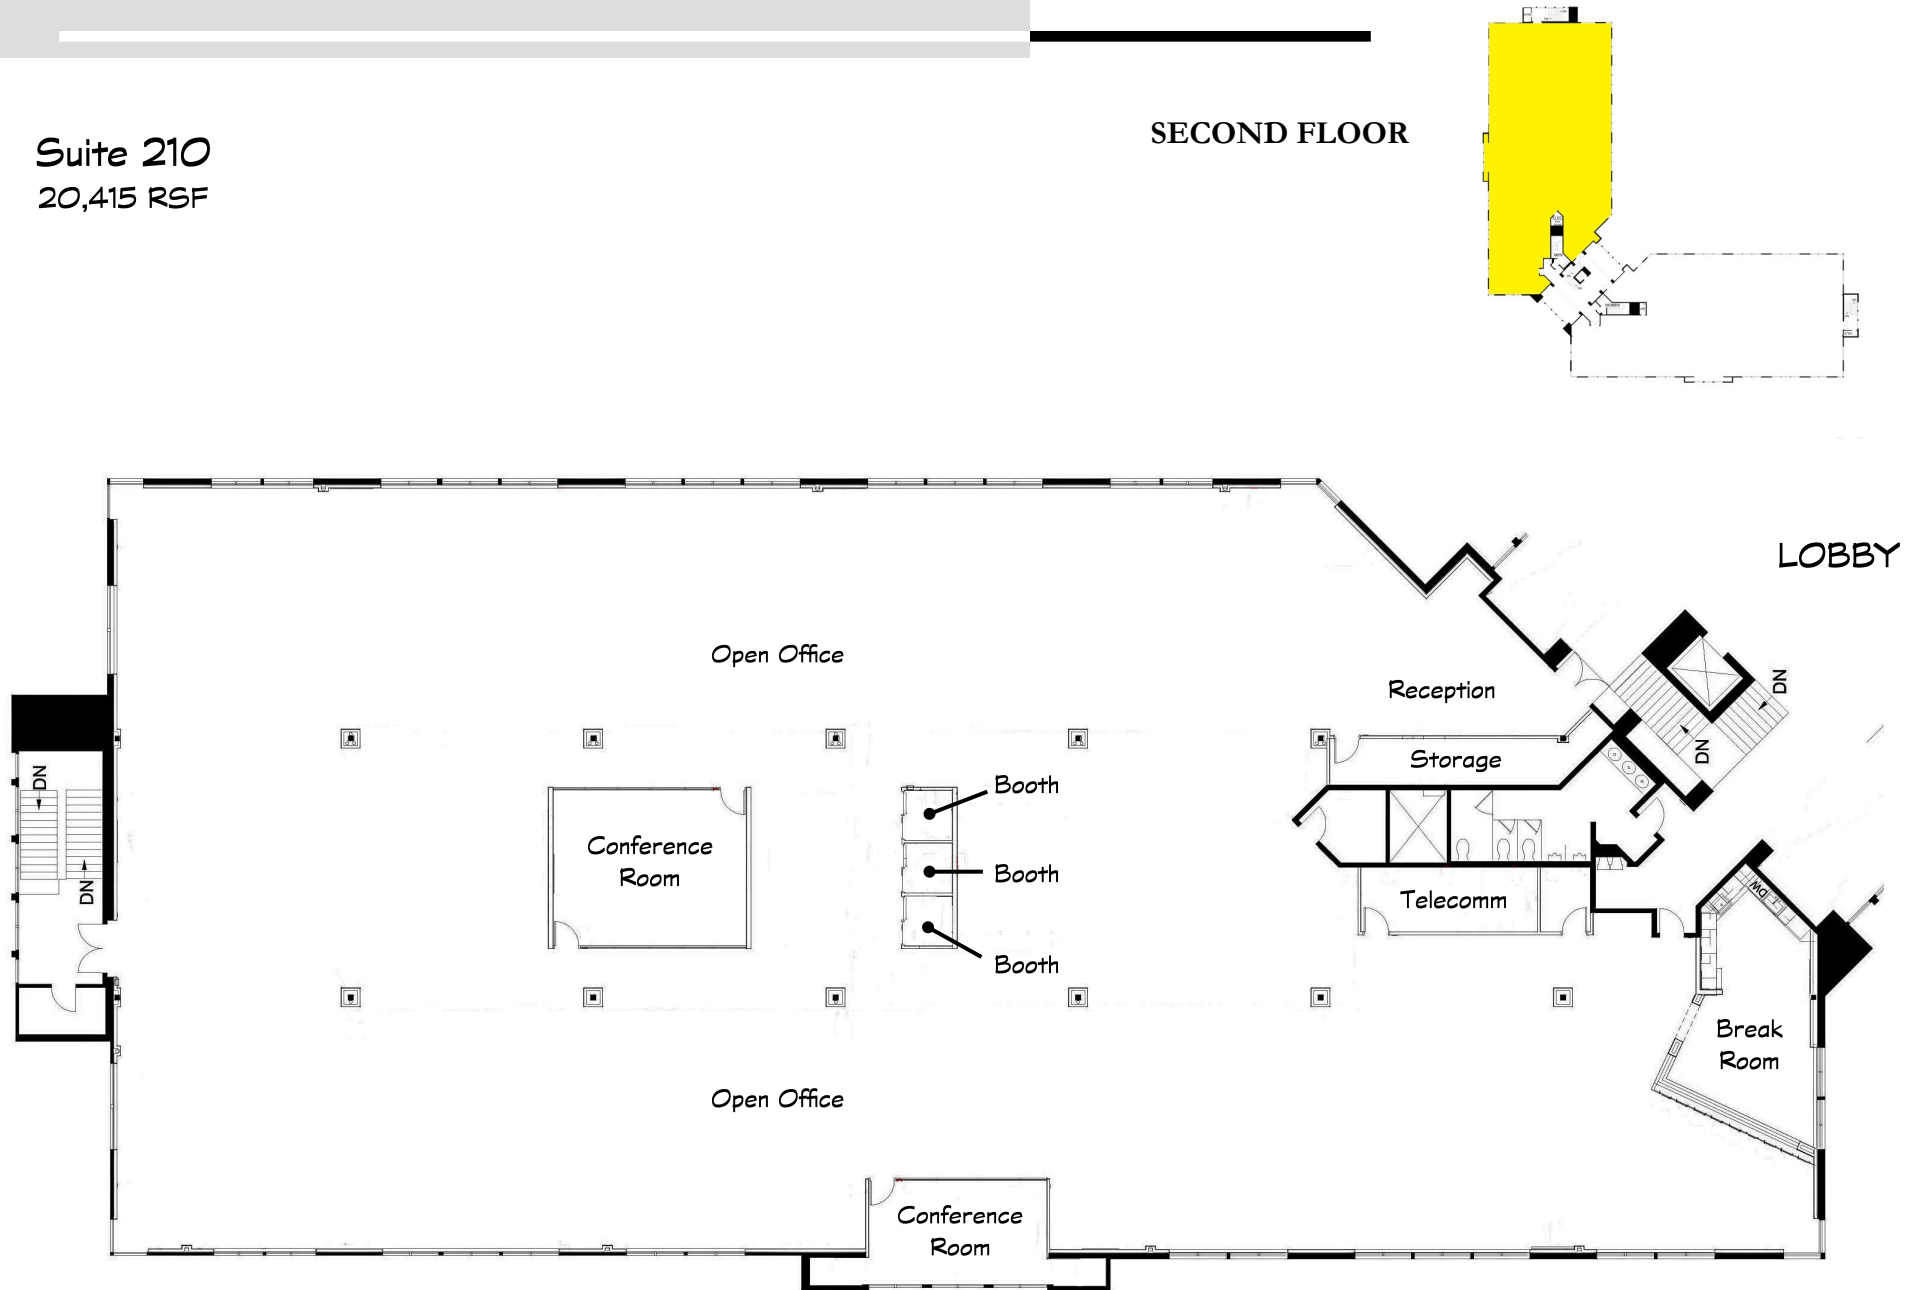 SECOND FLOOR
Suite 210
20,415 RSF
LOBBY
Open Office
Reception
DN
DN
Storage
DN
Booth
Conference
Room
Booth
DN
Telecomm
DW
Booth
Break
Room
Open Office
Conference
Room